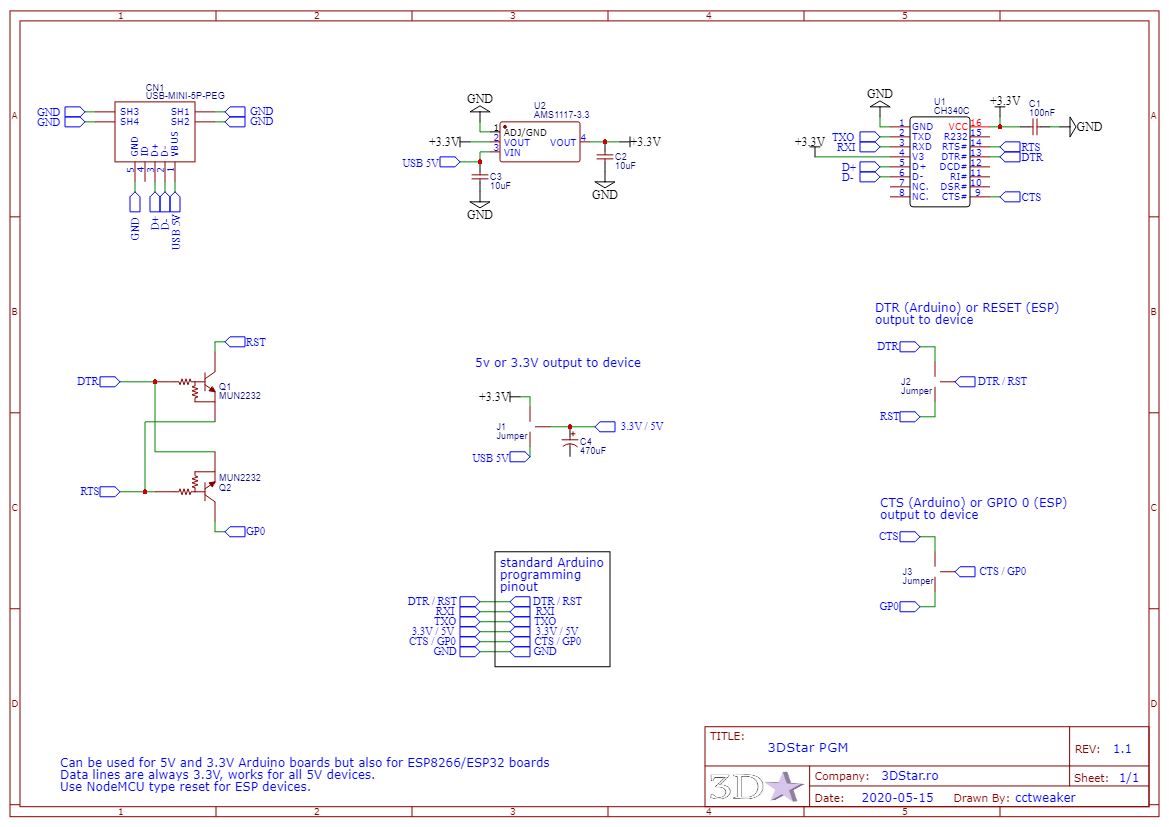 1 2 3 4 5
A A
B B
C C
D D
CN1
USB-MINI-5P-PEG
GND SH3 SH1 GND
GND SH4 SH2 GND
GND ID D+ D- VBUS
5 4 3 2 1
GND D+ D- USB 5V
GND
U2
AMS1117-3.3
1 ADJ/GND
+3.3V 2 VOUT VOUT 4 +3.3V
3 VIN
USB 5V
C3
10uF
GND
C2
10uF
GND
GND
U1
CH340C
+3.3V
C1
100nF
GND
1 GND VCC 16
TXO 2 TXD R232 15
RXI 3 RXD RTS# 14 RTS
+3.3V 4 V3 DTR# 13 DTR
D+ 5 D+ DCD# 12
D- 6 D- RI# 11
7 NC. DSR# 10
8 NC. CTS# 9 CTS
RST
DTR
Q1
MUN2232
MUN2232
Q2
RTS
GP0
5v or 3.3V output to device
+3.3V
J1
Jumper
USB 5V
3.3V / 5V
+
C4
470uF
DTR (Arduino) or RESET (ESP)
output to device
DTR
J2
Jumper
DTR / RST
RST
CTS (Arduino) or GPIO 0 (ESP)
output to device
CTS
J3
Jumper
CTS / GP0
GP0
standard Arduino
programming
pinout
DTR / RST DTR / RST
RXI RXI
TXO TXO
3.3V / 5V 3.3V / 5V
CTS / GP0 CTS / GP0
GND GND
Can be used for 5V and 3.3V Arduino boards but also for ESP8266/ESP32 boards
Data lines are always 3.3V, works for all 5V devices.
Use NodeMCU type reset for ESP devices.
TITLE:
3DStar PGM
REV: 1.1
3D
Company: 3DStar.ro
Sheet: 1/1
Date: 2020-05-15 Drawn By: cctweaker
1 2 3 4 5